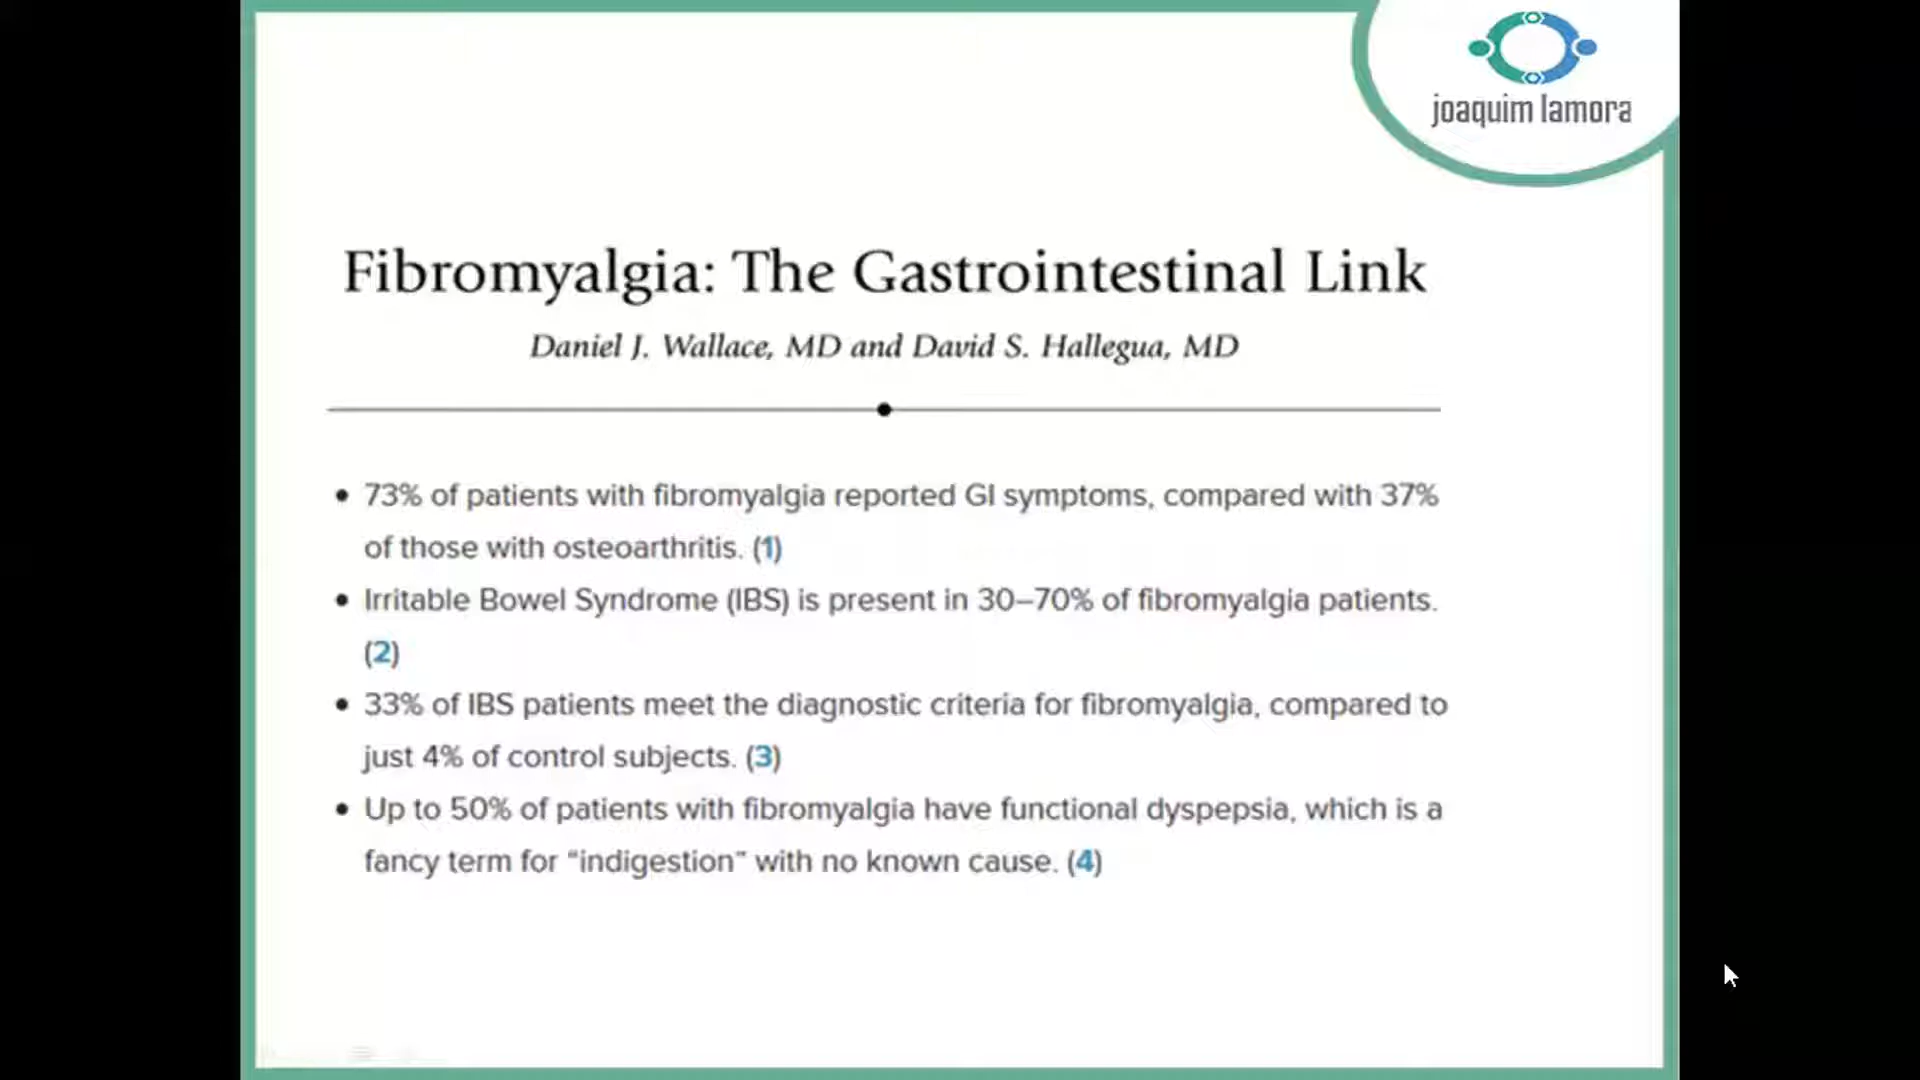 joaquim lamora
Fibromyalgia: The Gastrointestinal Link
Daniel J. Wallace, MD and David S. Hallegua, MD
• 73% of patients with fibromyalgia reported GI symptoms, compared with 37%
of those with osteoarthritis. (1)
• Irritable Bowel Syndrome (IBS) is present in 30–70% of fibromyalgia patients.
(2)
• 33% of IBS patients meet the diagnostic criteria for fibromyalgia, compared to
just 4% of control subjects. (3)
• Up to 50% of patients with fibromyalgia have functional dyspepsia, which is a
fancy term for “indigestion” with no known cause. (4)